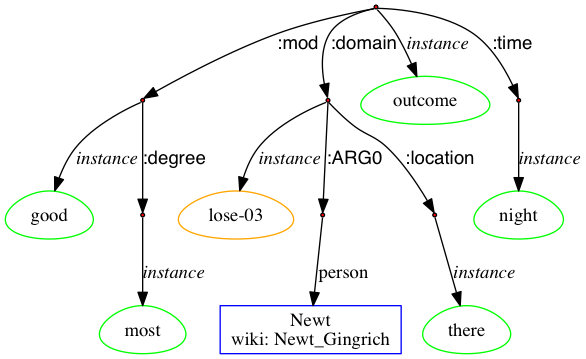 :mod :domain instance :time
outcome
instance :degree instance :ARG0 :location instance
good lose-03 night
instance person instance
most Newt there
wiki: Newt_Gingrich